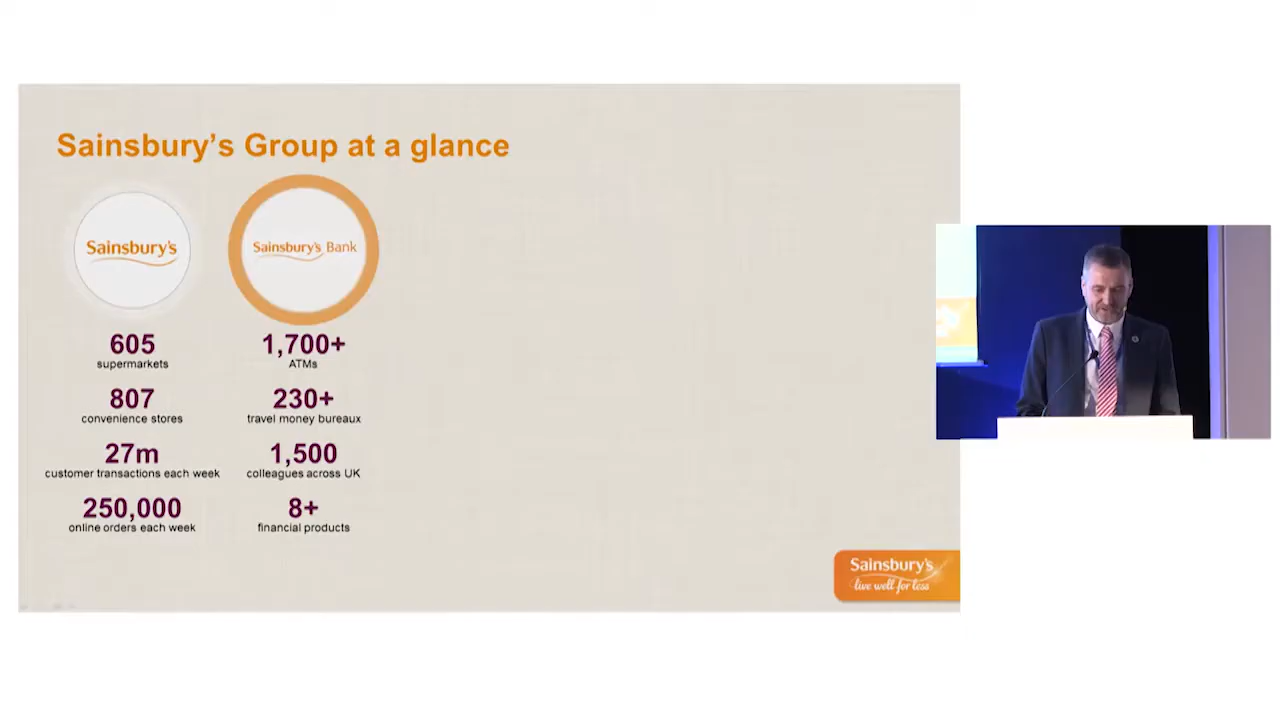 Sainsbury's Group at a glance
Sainsbury's
Sainsbury's Bank
605
supermarkets
1,700+
ATMs
807
convenience stores
230+
travel money bureaux
27m
customer transactions each week
1,500
colleagues across UK
250,000
online orders each week
8+
financial products
Sainsbury's
live well for less